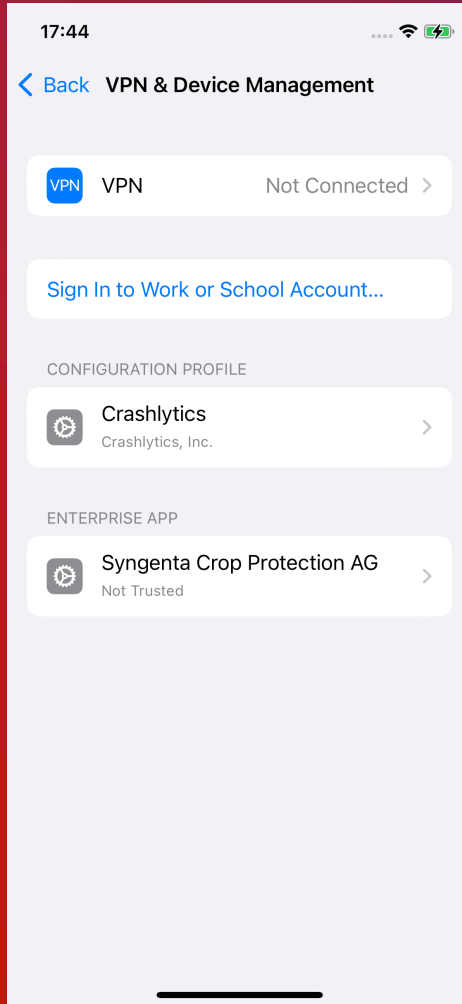 17:44
Back VPN & Device Management
VPN VPN Not Connected
Sign In to Work or School Account...
CONFIGURATION PROFILE
Crashlytics
Crashlytics, Inc.
ENTERPRISE APP
Syngenta Crop Protection AG
Not Trusted